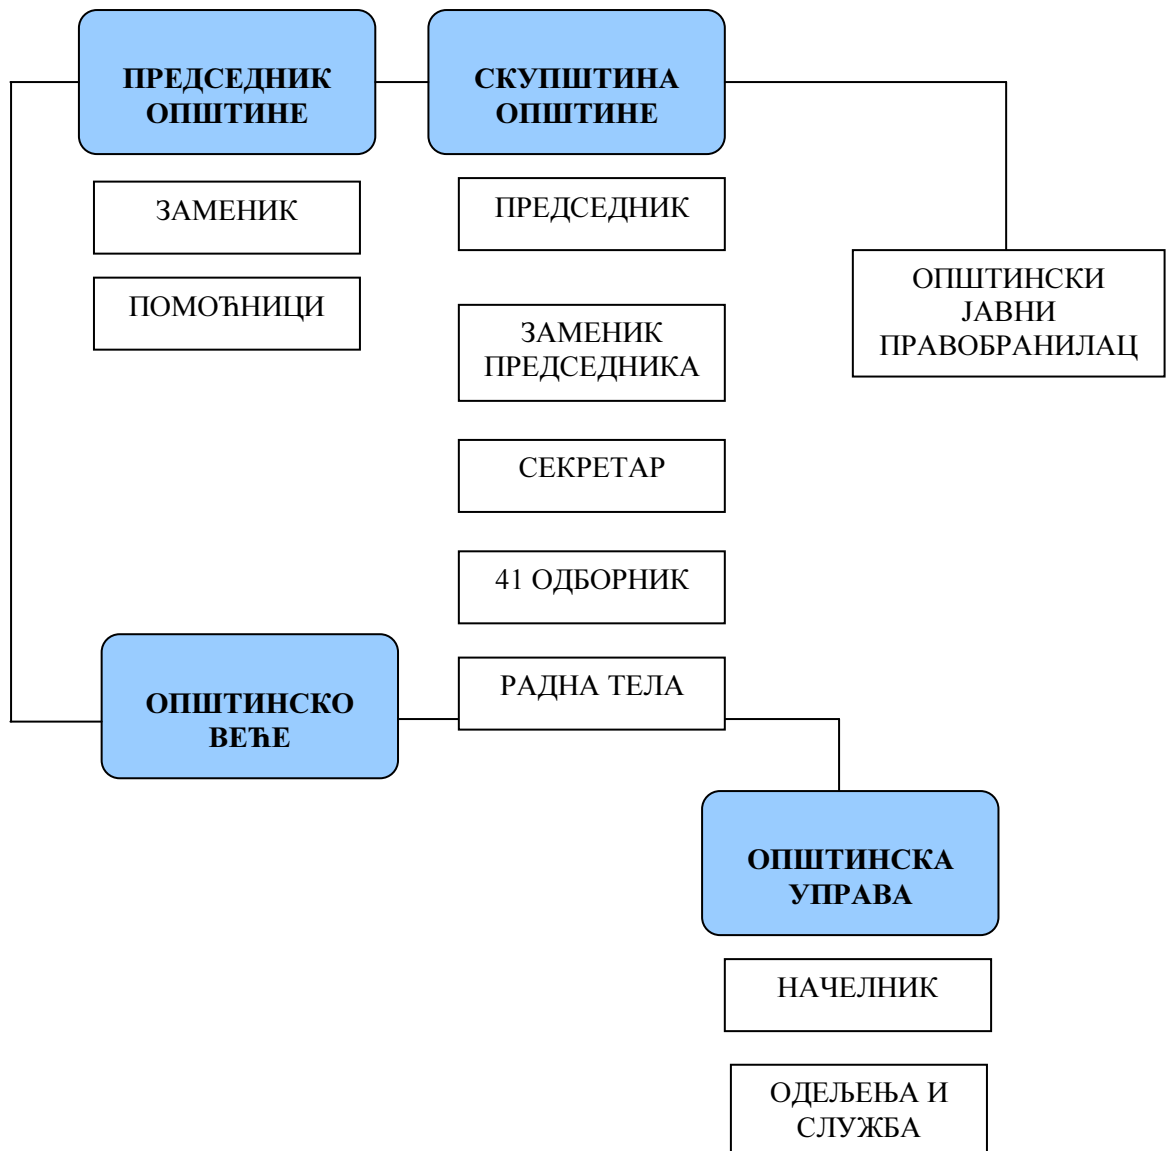 ПРЕДСЕДНИК
ОПШТИНЕ
СКУПШТИНА
ОПШТИНЕ
ЗАМЕНИК
ПОМОЋНИЦИ
ПРЕДСЕДНИК
ЗАМЕНИК
ПРЕДСЕДНИКА
СЕКРЕТАР
41 ОДБОРНИК
РАДНА ТЕЛА
ОПШТИНСКИ
ЈАВНИ
ПРАВОБРАНИЛАЦ
ОПШТИНСКО
ВЕЋЕ
ОПШТИНСКА
УПРАВА
НАЧЕЛНИК
ОДЕЉЕЊА И
СЛУЖБА